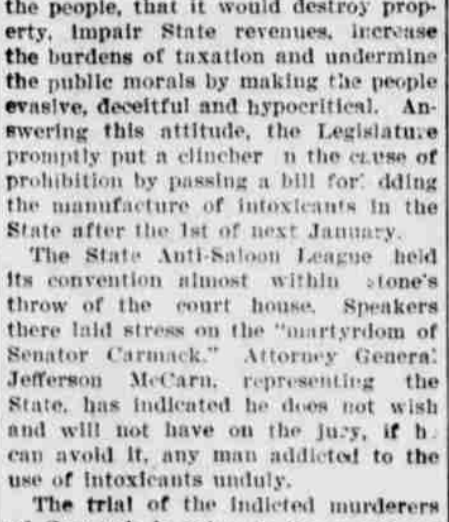 the people, that it would destroy prop-
erty, impair State revenues, increase
the burdens of taxation and undermine
the public morals by making the people
evasive, deceitful and hypocritical. An-
swering this attitude, the Legislature
promptly put a clincher n the cause of
prohibition by passing a bill for dding
the manufacture of intoxicants in the
State after the 1st of next January.
The State Anti-Saloon League held
its convention almost within stone's
throw of the court house. Speakers
there laid stress on the "martyrdom of
Senator Carmack." Attorney General
Jefferson McCarn, representing the
State, has indicated he does not wish
and will not have on the jury, if h
can avoid it, any man addicted to the
use of intoxicants unduly.
The trial of the indicted murderers